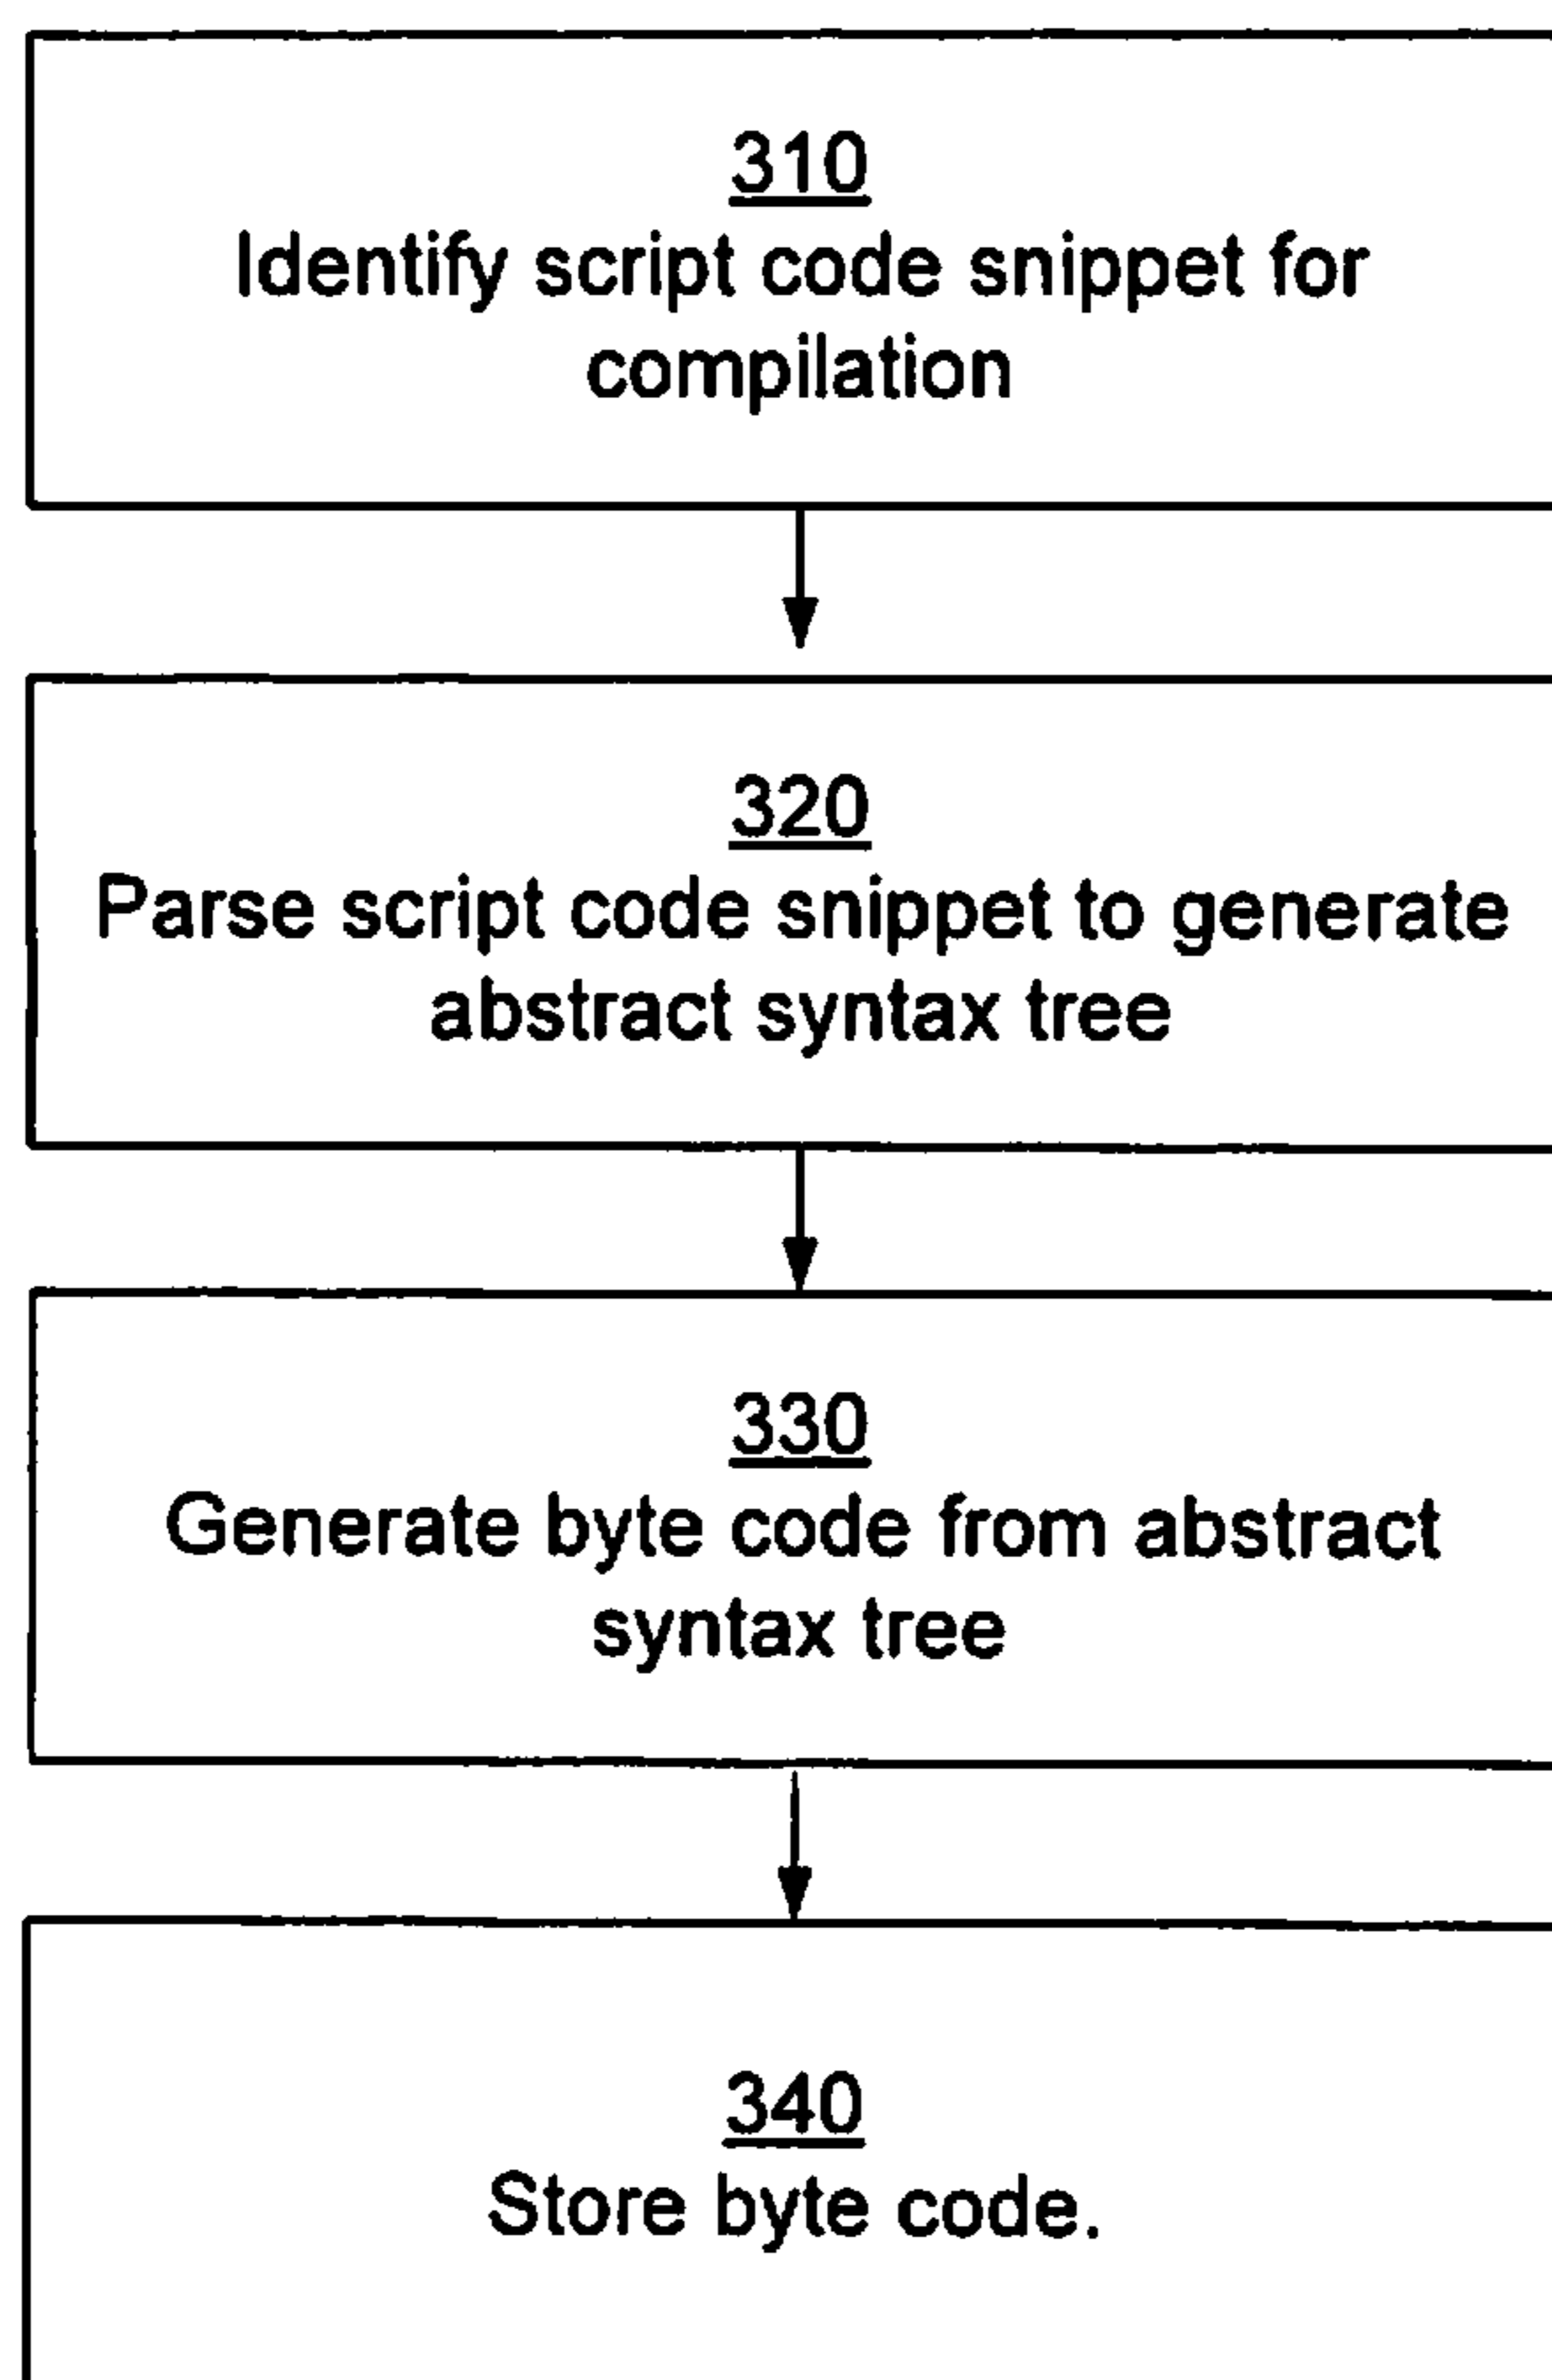 310
Identify script code snippet for
compilation
320
Parse script code snippet to generate
abstract syntax tree
330
Generate byte code from abstract
syntax tree
340
Store byte code.